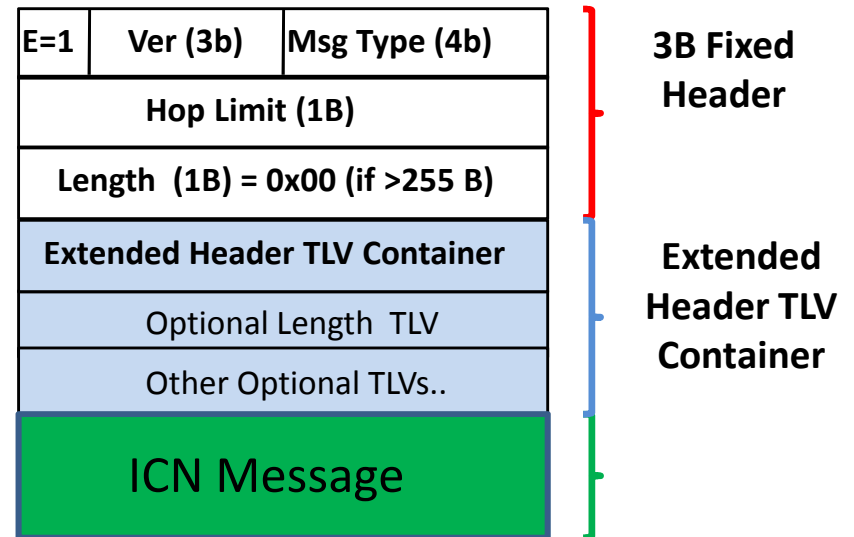 E=1 Ver (3b) Msg Type (4b)
Hop Limit (1B)
Length (1B) = 0x00 (if >255 B)
3B Fixed
Header
Extended Header TLV Container
Optional Length TLV
Other Optional TLVs..
Extended
Header TLV
Container
ICN Message